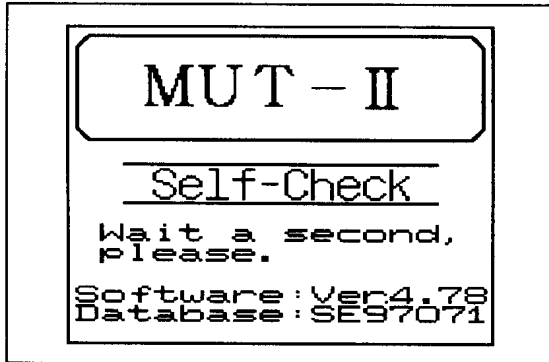 MUT-II
Self-Check
Wait a second,
please.
Software:Ver4.78
Database:SE97071